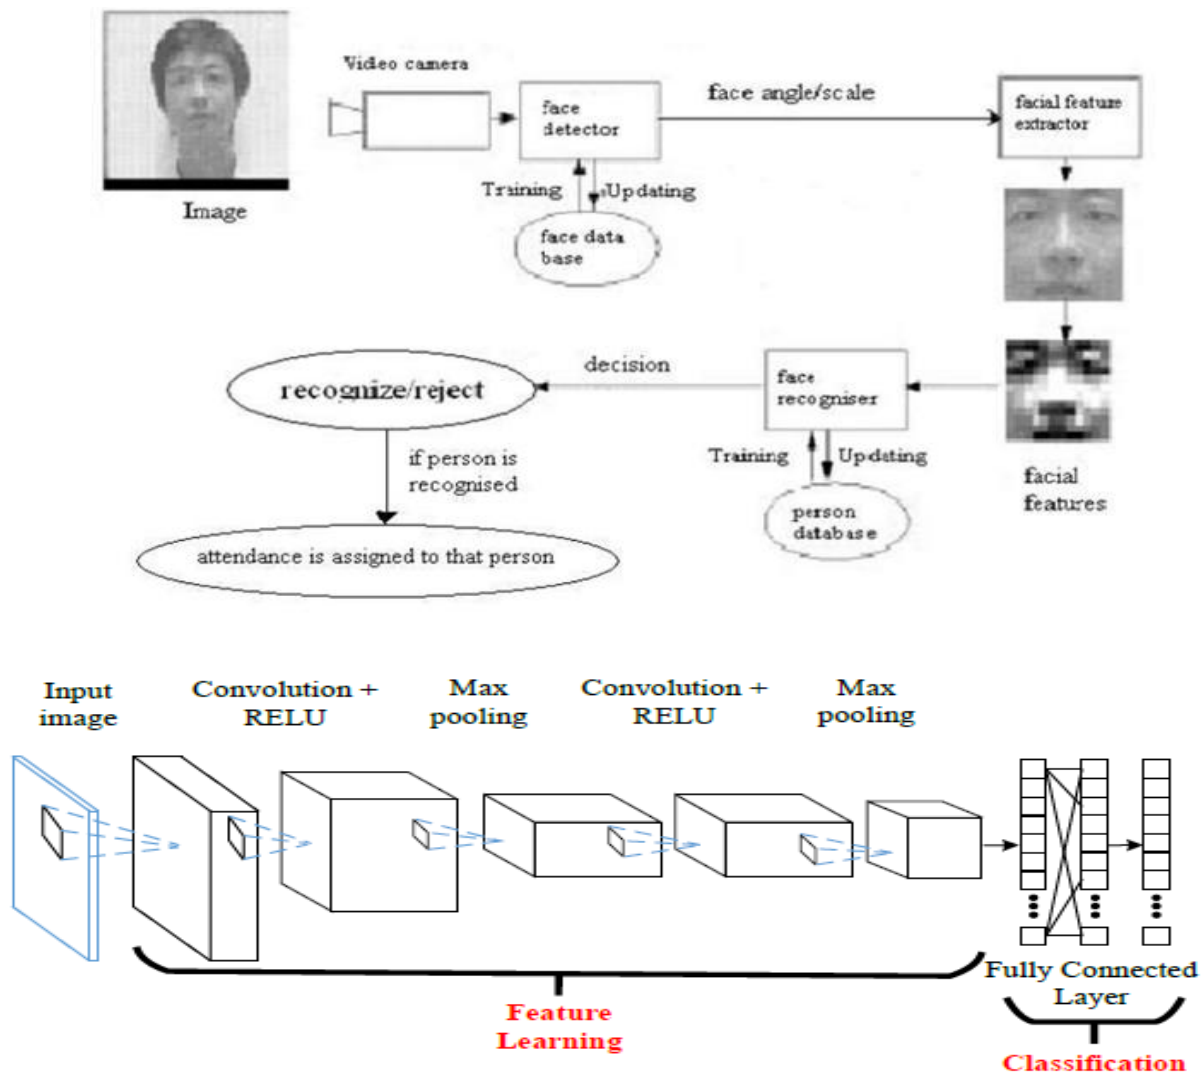 Image
Video camera
face
detector
face angle/scale
facial feature
extractor
Training
Updating
face data
base
facial
features
face
recogniser
Training
Updating
person
database
decision
recognize/reject
if person is
recognised
attendance is assigned to that person
Input
image
Convolution +
RELU
Max
pooling
Convolution +
RELU
Max
pooling
Fully Connected
Layer
Feature
Learning
Classification